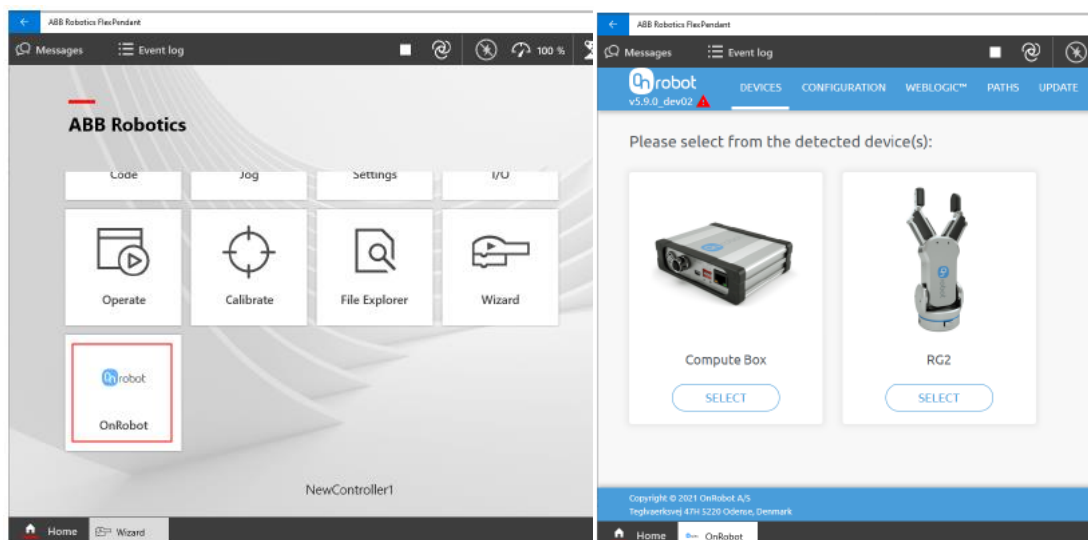 ABB Robotics FlexPendant
Messages
Event log
100 %
ABB Robotics
Code
Jog
Settings
I/O
Operate
Calibrate
File Explorer
Wizard
On robot
OnRobot
NewController1
Home
Wizard
ABB Robotics FlexPendant
Messages
Event log
On robot
v5.9.0_dev02
DEVICES
CONFIGURATION
WEBLOGIC™
PATHS
UPDATE
Please select from the detected device(s):
Compute Box
SELECT
RG2
SELECT
Copyright © 2021 OnRobot A/S
Teglvaerksvej 47H 5220 Odense, Denmark
Home
OnRobot